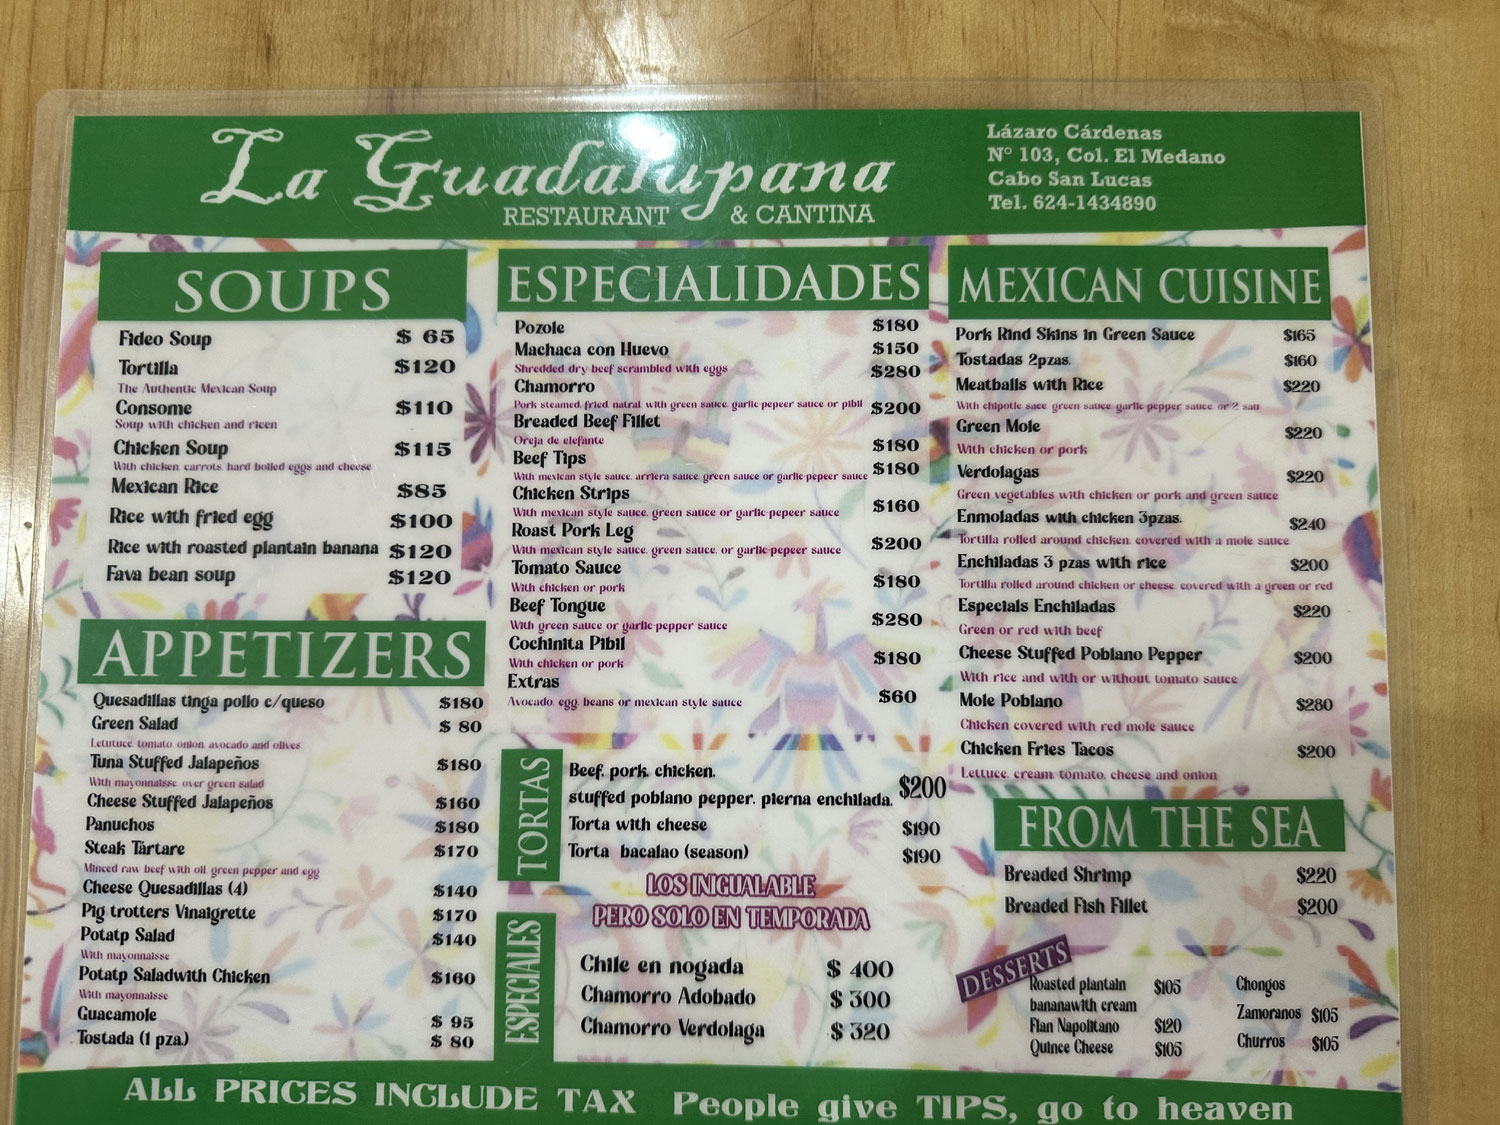 La Guadalupana
RESTAURANT & CANTINA
Lázaro Cárdenas
N° 103, Col. El Medano
Cabo San Lucas
Tel. 624-1434890
SOUPS
Fideo Soup $ 65
Tortilla $120
The Authentic Mexican Soup
Consome $110
Soup with chicken and ricen
Chicken Soup $115
With chicken carrots, hard boiled eggs and cheese
Mexican Rice $85
Rice with fried egg $100
Rice with roasted plantain banana $120
Fava bean soup $120
APPETIZERS
Quesadillas tinga pollo c/queso $180
Green Salad $ 80
Letutuce, tomato onion, avocado and olives
Tuna Stuffed Jalapeños $180
With mayonnaisse, over green salad
Cheese Stuffed Jalapeños $160
Panuchos $180
Steak Tártare $170
Minced raw beef with oil, green pepper and egg
Cheese Quesadillas (4) $140
Pig trotters Vinaigrette $170
Potatp Salad $140
With mayonnaisse
Potatp Saladwith Chicken $160
With mayonnaisse
Guacamole $ 95
Tostada (1 pza.) $ 80
ESPECIALIDADES
Pozole $180
Machaca con Huevo $150
Shredded dry beef scrambled with eggs $280
Chamorro
Pork steamed, fried, natral, with green sauce, garlic-pepeer sauce or pibil $200
Breaded Beef Fillet
Oreja de elefante $180
Beef Tips
With mexican style sauce, arriera sauce, green sauce or garlic-pepeer sauce $180
Chicken Strips
With mexican style sauce, green sauce or garlic-pepeer sauce $160
Roast Pork Leg
With mexican style sauce, green sauce, or garlic-pepeer sauce $200
Tomato Sauce
With chicken or pork $180
Beef Tongue
With green sauce or garlic-pepper sauce $280
Cochinita Pibil
With chicken or pork $180
Extras
Avocado, egg, beans or mexican style sauce $60
TORTAS
Beef, pork, chicken,
stuffed poblano pepper, pierna enchilada. $200
Torta with cheese $190
Torta bacalao (season) $190
LOS INIGUALABLE
PERO SOLO EN TEMPORADA
ESPECIALES
Chile en nogada $ 400
Chamorro Adobado $ 300
Chamorro Verdolaga $ 320
MEXICAN CUISINE
Pork Rind Skins in Green Sauce $165
Tostadas 2pzas. $160
Meatballs with Rice $220
With chipotle sace, green sauce, garlic pepper sauce, or 2 sau
Green Mole $220
With chicken or pork
Verdolagas $220
Green vegetables with chicken or pork and green sauce
Enmoladas with chicken 3pzas. $240
Tortilla rolled around chicken, covered with a mole sauce
Enchiladas 3 pzas with rice $200
Tortilla rolled around chicken or cheese, covered with a green or red
Especials Enchiladas $220
Green or red with beef
Cheese Stuffed Poblano Pepper $200
With rice and with or without tomato sauce
Mole Poblano $280
Chicken covered with red mole sauce
Chicken Fries Tacos $200
Lettuce, cream, tomato, cheese and onion
FROM THE SEA
Breaded Shrimp $220
Breaded Fish Fillet $200
DESSERTS
Roasted plantain $105
bananawith cream
Flan Napolitano $120
Quince Cheese $105
Chongos
Zamoranos $105
Churros $105
ALL PRICES INCLUDE TAX People give TIPS, go to heaven